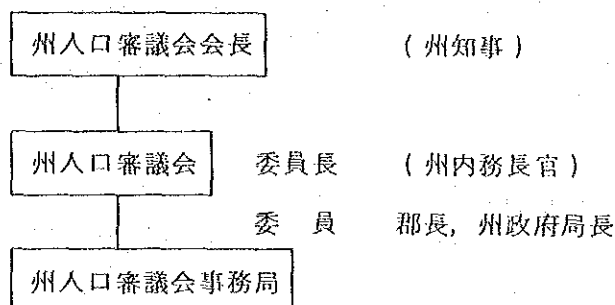 州人口審議会会長 (州知事)
州人口審議会 委員長 (州内務長官)
委員 郡長,州政府局長
州人口審議会事務局